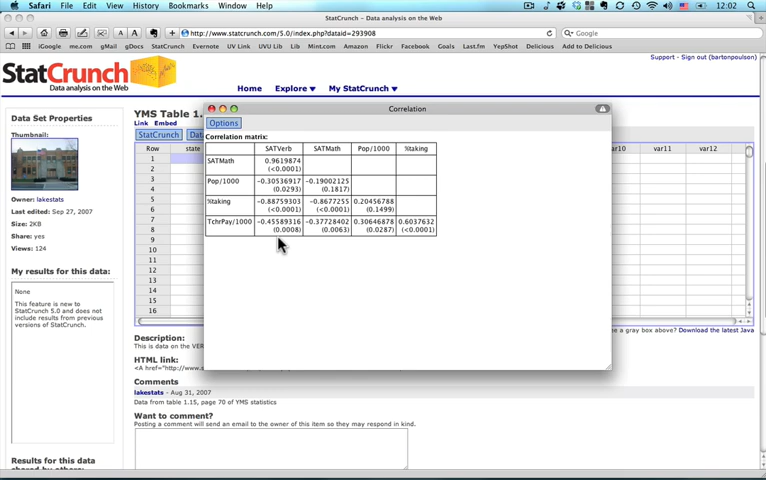 Safari File Edit View History Bookmarks Window Help 12:02
StatCrunch - Data analysis on the Web
http://www.statcrunch.com/5.0/index.php?dataid=293908 Google
iGoogle me.com gMail gDocs StatCrunch Evernote UV Link UVU Lib Mint.com Amazon Flickr Facebook Goals Last.fm YepShot Delicious Add to Delicious
Support - Sign out (bartonpoulson)
StatCrunch
Data analysis on the Web
Home Explore My StatCrunch
Data Set Properties
Thumbnail:
Owner: lakestats
Last edited: Sep 27, 2007
Size: 2KB
Share: yes
Views: 124
My results for this data:
None
This feature is new to
StatCrunch 5.0 and does not
include results from previous
versions of StatCrunch.
Results for this data
YMS Table 1.
Link Embed
StatCrunch Data
Row state ar10 var11 var12
1
2
3
4
5
6
7
8
9
10
11
12
13
14
15
16
Correlation
Options
Correlation matrix:
SATVerb SATMath Pop/1000 %taking
SATMath 0.9619874
(<0.0001)
Pop/1000 -0.30536917 -0.19002125
(0.0293) (0.1817)
%taking -0.88759303 -0.8677255 0.20456788
(<0.0001) (<0.0001) (0.1499)
TchrPay/1000 -0.45589316 -0.37728402 0.30646878 0.6037632
(0.0008) (0.0063) (0.0287) (<0.0001)
e a gray box above? Download the latest Java
Description:
This is data on the VER
HTML link:
<A href="http://www.s
Comments
lakestats - Aug 31, 2007
Data from table 1.15, page 70 of YMS statistics
Want to comment?
Posting a comment will send an email to the owner of this item so they may respond in kind.